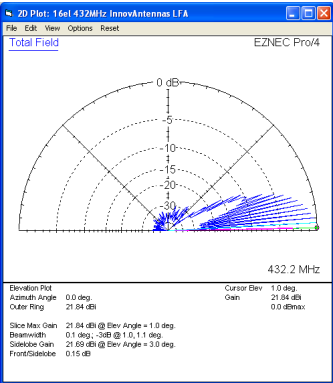 2D Plot: 16el 432MHz InnovAntennas LFA
File Edit View Options Reset
Total Field EZNEC Pro/4
0 dB
-5
-10
-15
-20
-30
432.2 MHz
Elevation Plot Cursor Elev 1.0 deg.
Azimuth Angle 0.0 deg. Gain 21.84 dBi
Outer Ring 21.84 dBi 0.0 dBmax
Slice Max Gain 21.84 dBi @ Elev Angle = 1.0 deg.
Beamwidth 0.1 deg.; -3dB @ 1.0, 1.1 deg.
Sidelobe Gain 21.69 dBi @ Elev Angle = 3.0 deg.
Front/Sidelobe 0.15 dB